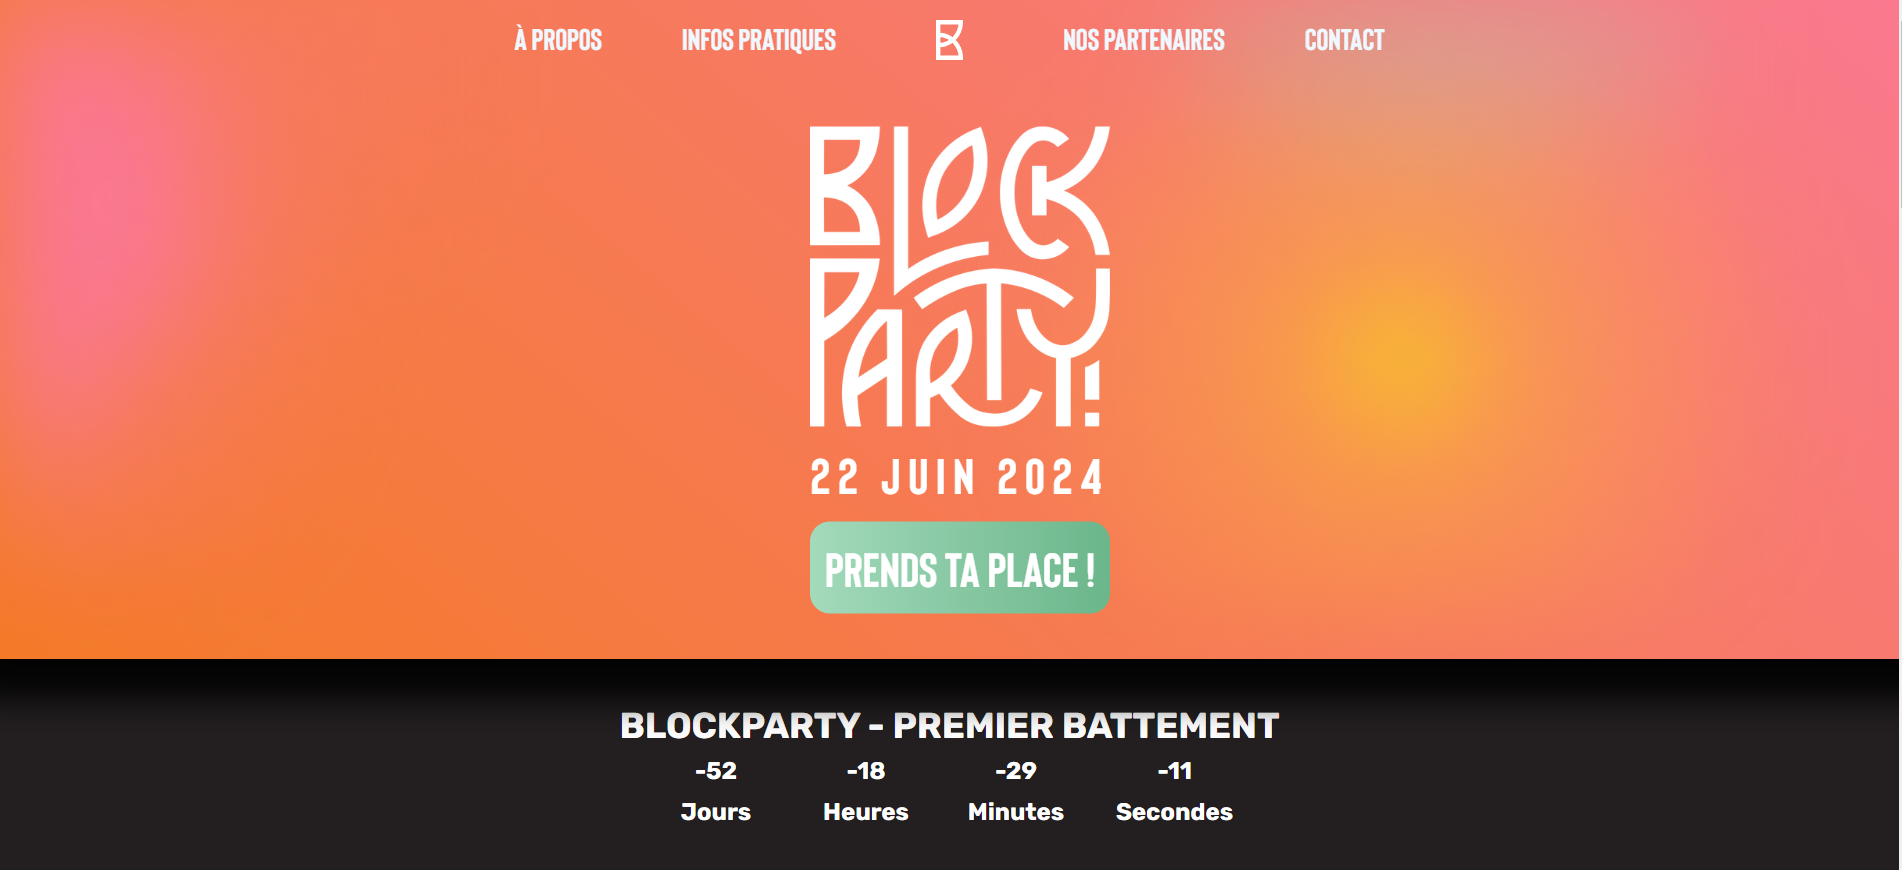 À PROPOS
INFOS PRATIQUES
BK
NOS PARTENAIRES
CONTACT
BLOCK
PARTY!
22 JUIN 2024
PRENDS TA PLACE !
BLOCKPARTY - PREMIER BATTEMENT
-52 -18 -29 -11
Jours Heures Minutes Secondes